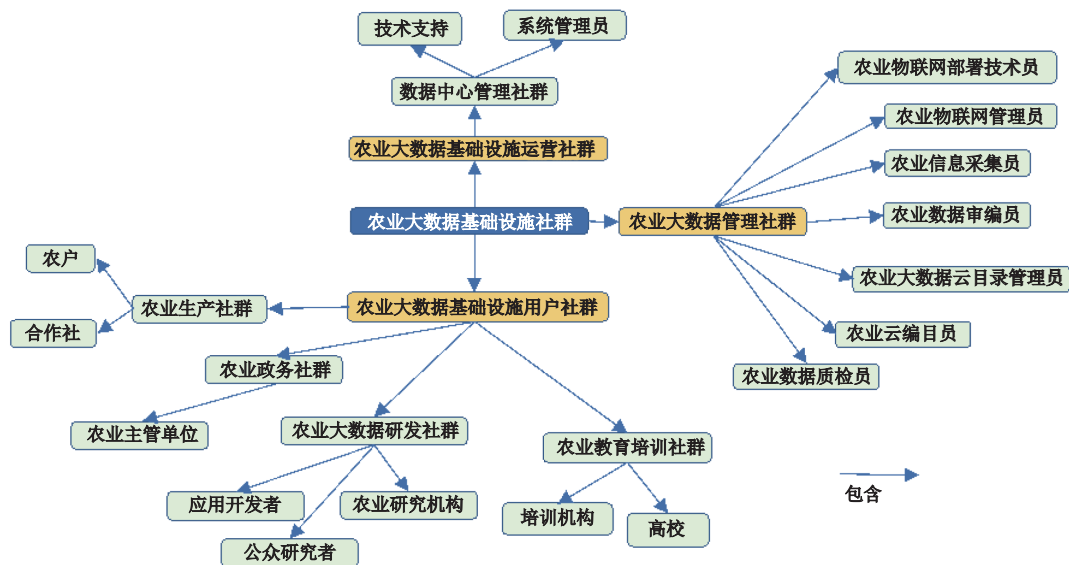 技术支持
系统管理员
数据中心管理社群
农业物联网部署技术员
农业物联网管理员
农业大数据基础设施运营社群
农业信息采集员
农业大数据基础设施社群
农业大数据管理社群
农业数据审编员
农户
农业大数据云目录管理员
农业生产社群
农业大数据基础设施用户社群
合作社
农业云编目员
农业政务社群
农业数据质检员
农业主管单位
农业大数据研发社群
农业教育培训社群
包含
应用开发者
农业研究机构
培训机构
高校
公众研究者